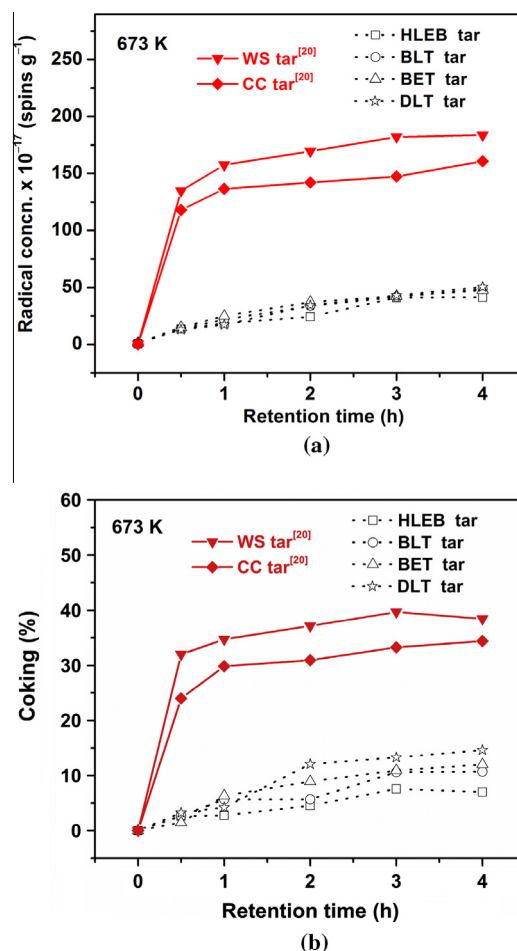 673 K
WS tar[20]
CC tar[20]
HLEB tar
BLT tar
BET tar
DLT tar
Radical concn. x 10⁻¹⁷ (spins g⁻¹)
250
200
150
100
50
0
0 1 2 3 4
Retention time (h)
(a)
673 K
WS tar[20]
CC tar[20]
HLEB tar
BLT tar
BET tar
DLT tar
Coking (%)
60
50
40
30
20
10
0
0 1 2 3 4
Retention time (h)
(b)